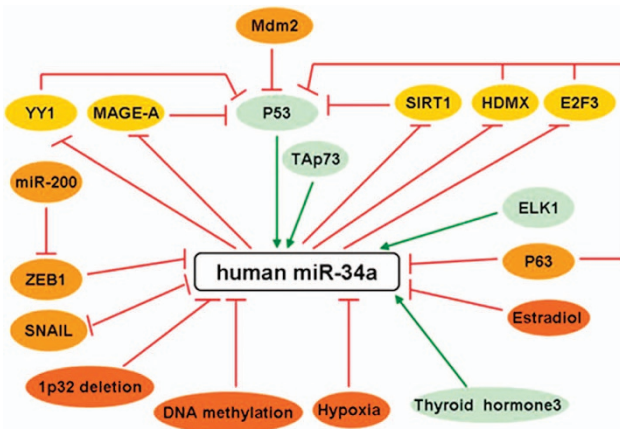 Mdm2
YY1
MAGE-A
P53
SIRT1
HDMX
E2F3
TAp73
miR-200
ELK1
ZEB1
human miR-34a
P63
SNAIL
Estradiol
1p32 deletion
DNA methylation
Hypoxia
Thyroid hormone3